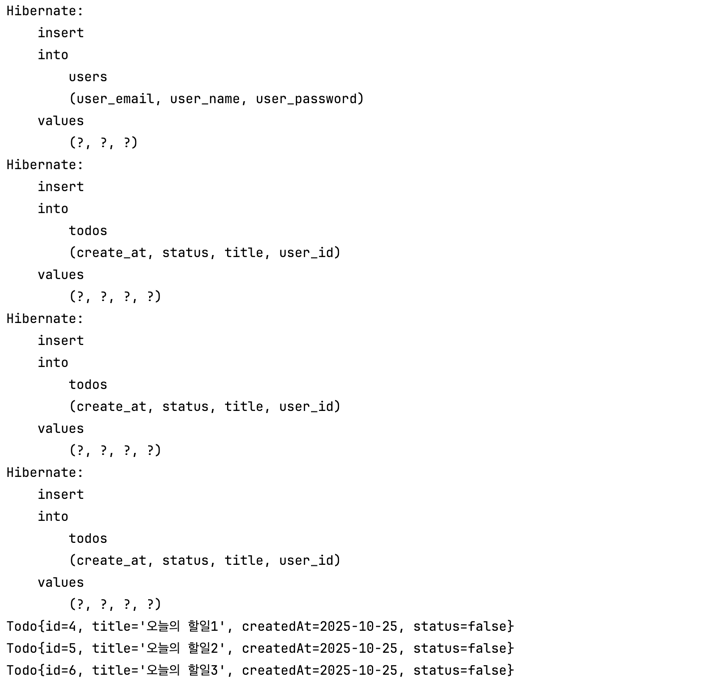 Hibernate:
    insert
    into
        users
        (user_email, user_name, user_password)
    values
        (?, ?, ?)
Hibernate:
    insert
    into
        todos
        (create_at, status, title, user_id)
    values
        (?, ?, ?, ?)
Hibernate:
    insert
    into
        todos
        (create_at, status, title, user_id)
    values
        (?, ?, ?, ?)
Hibernate:
    insert
    into
        todos
        (create_at, status, title, user_id)
    values
        (?, ?, ?, ?)
Todo{id=4, title='오늘의 할일1', createdAt=2025-10-25, status=false}
Todo{id=5, title='오늘의 할일2', createdAt=2025-10-25, status=false}
Todo{id=6, title='오늘의 할일3', createdAt=2025-10-25, status=false}